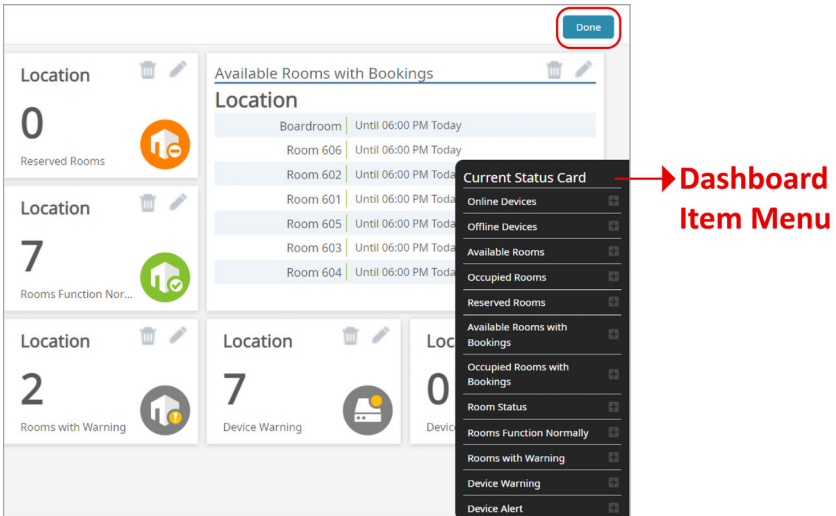 Done
Location
0
Reserved Rooms
Available Rooms with Bookings
Location
Boardroom Until 06:00 PM Today
Room 606 Until 06:00 PM Today
Room 602 Until 06:00 PM Toda
Room 601 Until 06:00 PM Toda
Room 605 Until 06:00 PM Toda
Room 603 Until 06:00 PM Toda
Room 604 Until 06:00 PM Toda
Location
7
Rooms Function Nor...
Location
2
Rooms with Warning
Location
7
Device Warning
Loc
0
Devic
Current Status Card
Online Devices
Offline Devices
Available Rooms
Occupied Rooms
Reserved Rooms
Available Rooms with
Bookings
Occupied Rooms with
Bookings
Room Status
Rooms Function Normally
Rooms with Warning
Device Warning
Device Alert
Dashboard
Item Menu